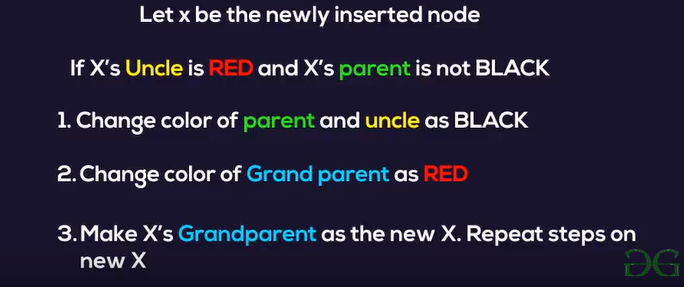 Let x be the newly inserted node
If X's Uncle is RED and X's parent is not BLACK
1. Change color of parent and uncle as BLACK
2. Change color of Grand parent as RED
3. Make X's Grandparent as the new X. Repeat steps on
new X